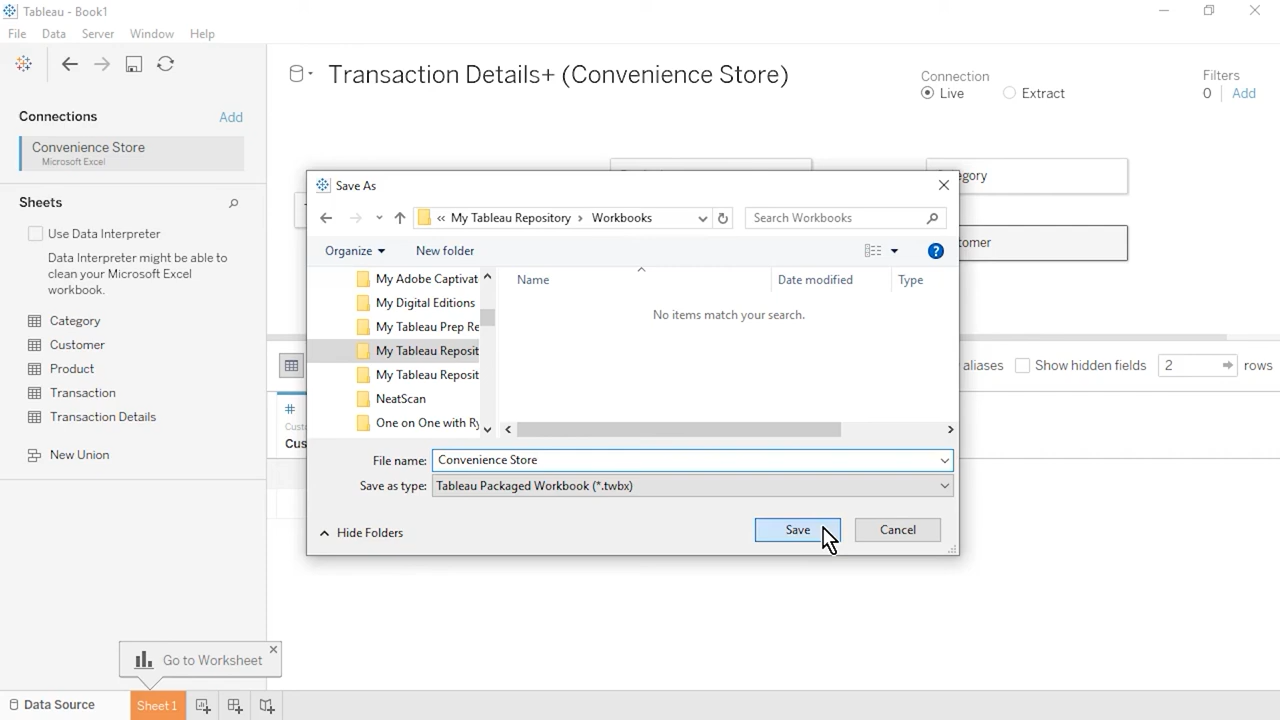 Tableau - Book1
File Data Server Window Help
Transaction Details+ (Convenience Store)
Connection
Live Extract
Filters
0 Add
Connections Add
Convenience Store
Microsoft Excel
Sheets
Use Data Interpreter
Data Interpreter might be able to
clean your Microsoft Excel
workbook.
Category
Customer
Product
Transaction
Transaction Details
New Union
Save As
« My Tableau Repository > Workbooks
Search Workbooks
Organize New folder
My Adobe Captivat
My Digital Editions
My Tableau Prep Re
My Tableau Reposit
My Tableau Reposit
NeatScan
One on One with Ry
Name Date modified Type
No items match your search.
File name: Convenience Store
Save as type: Tableau Packaged Workbook (*.twbx)
Hide Folders
Save Cancel
egory
tomer
aliases Show hidden fields 2 rows
#
Cus
Go to Worksheet
Data Source Sheet 1